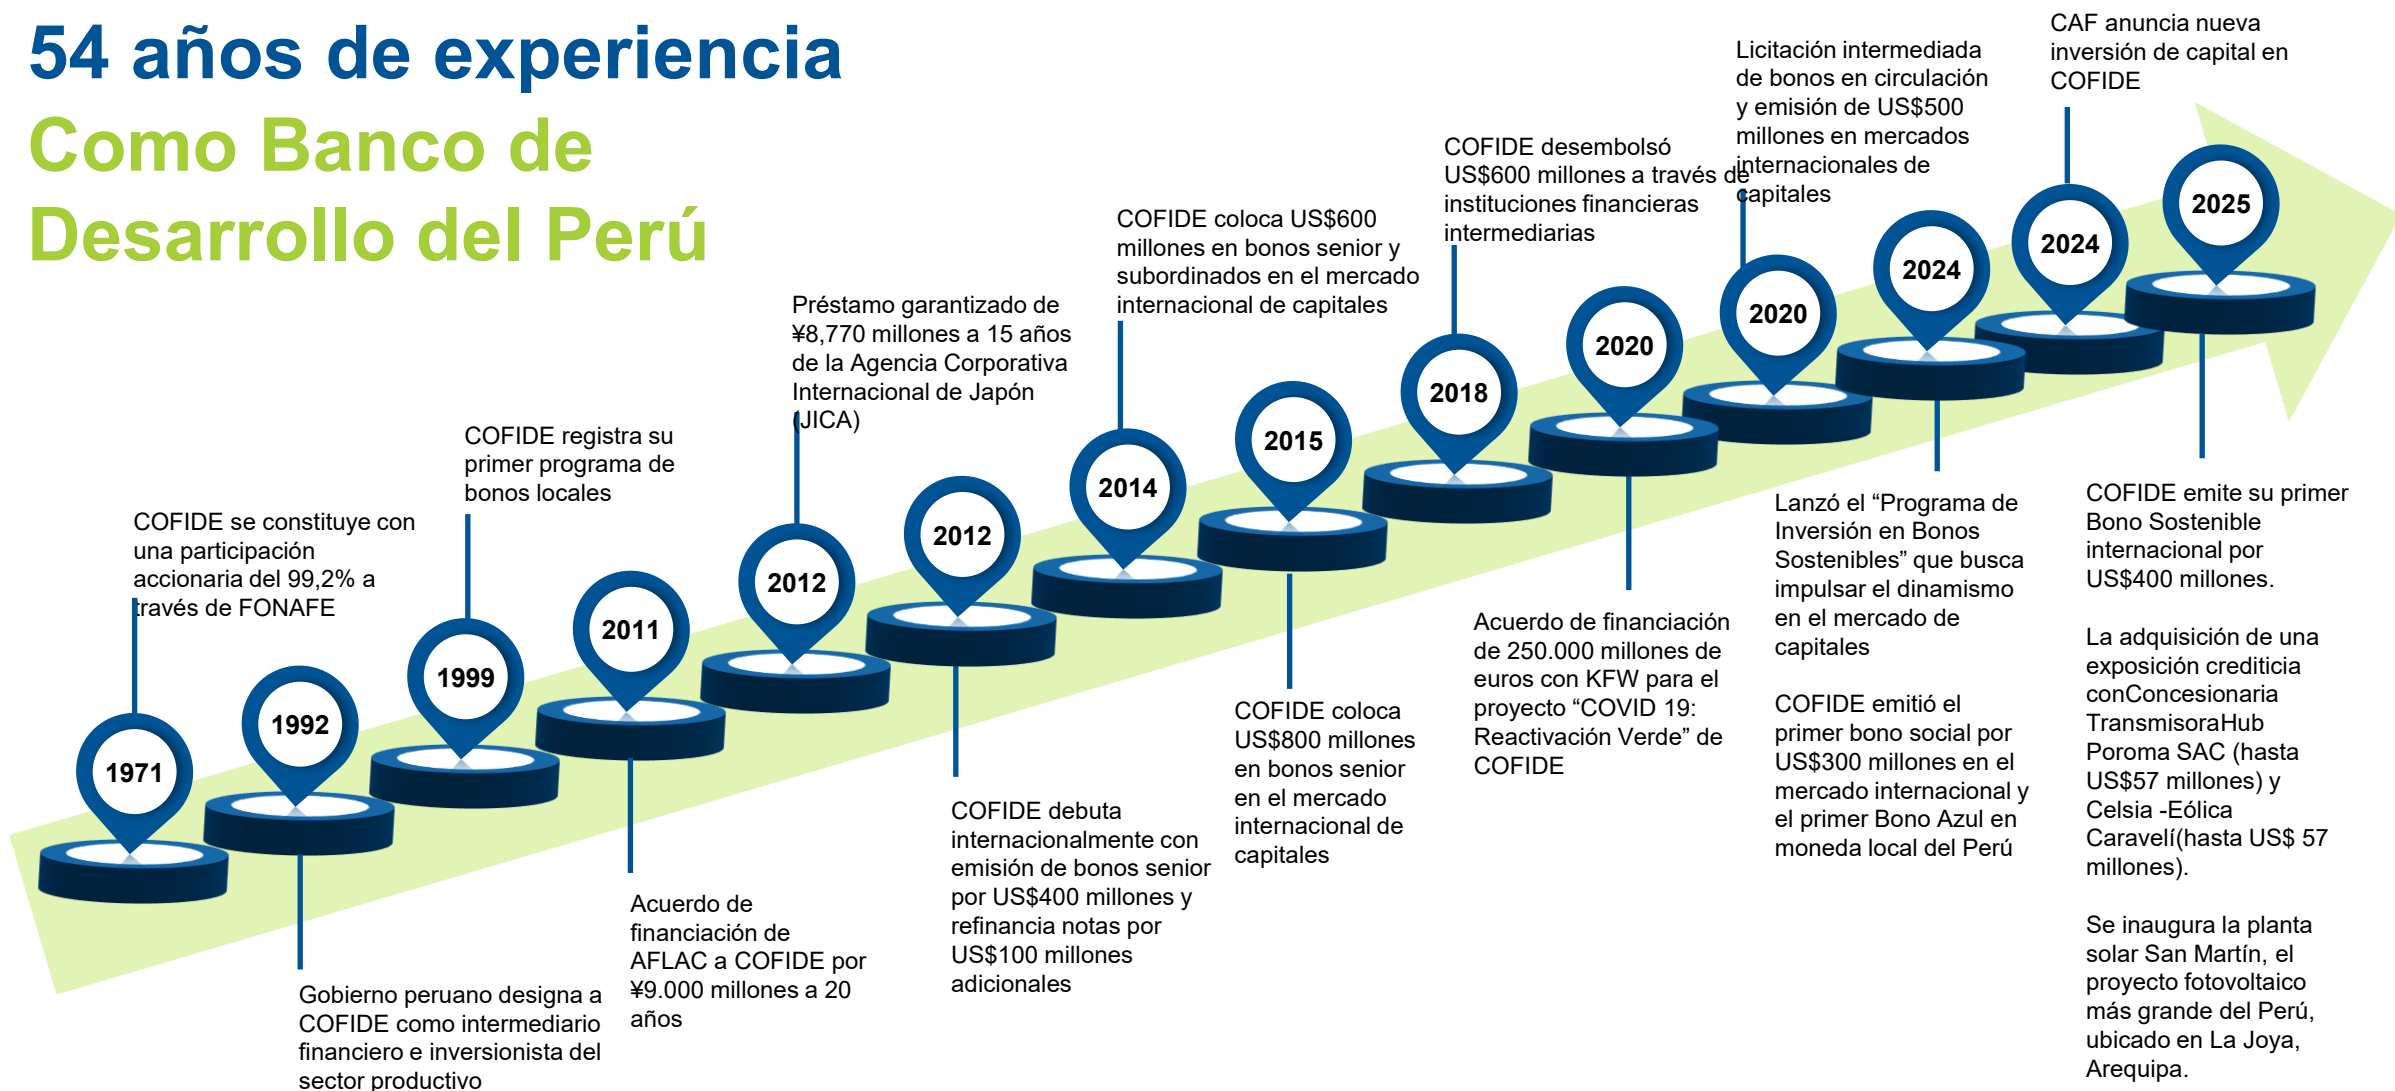 54 años de experiencia
Como Banco de
Desarrollo del Perú
1971
COFIDE se constituye con
una participación
accionaria del 99,2% a
través de FONAFE
1992
Gobierno peruano designa a
COFIDE como intermediario
financiero e inversionista del
sector productivo
1999
COFIDE registra su
primer programa de
bonos locales
2011
Acuerdo de
financiación de
AFLAC a COFIDE por
¥9.000 millones a 20
años
2012
Préstamo garantizado de
¥8,770 millones a 15 años
de la Agencia Corporativa
Internacional de Japón
(JICA)
2012
COFIDE debuta
internacionalmente con
emisión de bonos senior
por US$400 millones y
refinancia notas por
US$100 millones
adicionales
2014
COFIDE coloca US$600
millones en bonos senior y
subordinados en el mercado
internacional de capitales
2015
COFIDE coloca
US$800 millones
en bonos senior
en el mercado
internacional de
capitales
2018
COFIDE desembolsó
US$600 millones a través de
instituciones financieras
intermediarias
2020
Acuerdo de financiación
de 250.000 millones de
euros con KFW para el
proyecto “COVID 19:
Reactivación Verde” de
COFIDE
2020
Licitación intermediada
de bonos en circulación
y emisión de US$500
millones en mercados
internacionales de
capitales
2024
Lanzó el “Programa de
Inversión en Bonos
Sostenibles” que busca
impulsar el dinamismo
en el mercado de
capitales
COFIDE emitió el
primer bono social por
US$300 millones en el
mercado internacional y
el primer Bono Azul en
moneda local del Perú
2024
CAF anuncia nueva
inversión de capital en
COFIDE
2025
COFIDE emite su primer
Bono Sostenible
internacional por
US$400 millones.
La adquisición de una
exposición crediticia
conConcesionaria
TransmisoraHub
Poroma SAC (hasta
US$57 millones) y
Celsia -Eólica
Caravelí(hasta US$ 57
millones).
Se inaugura la planta
solar San Martín, el
proyecto fotovoltaico
más grande del Perú,
ubicado en La Joya,
Arequipa.